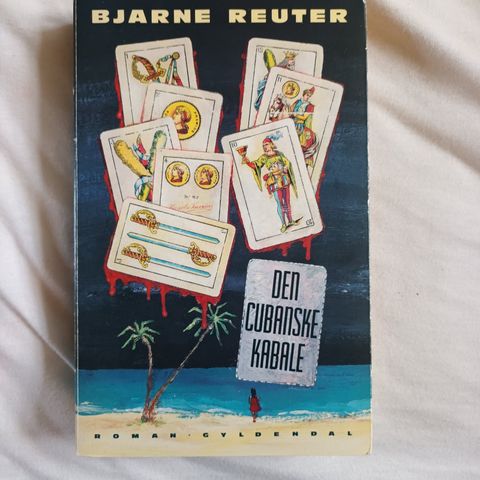 BJARNE REUTER
DEN
CUBANSKE
KABALE
ROMAN · GYLDENDAL